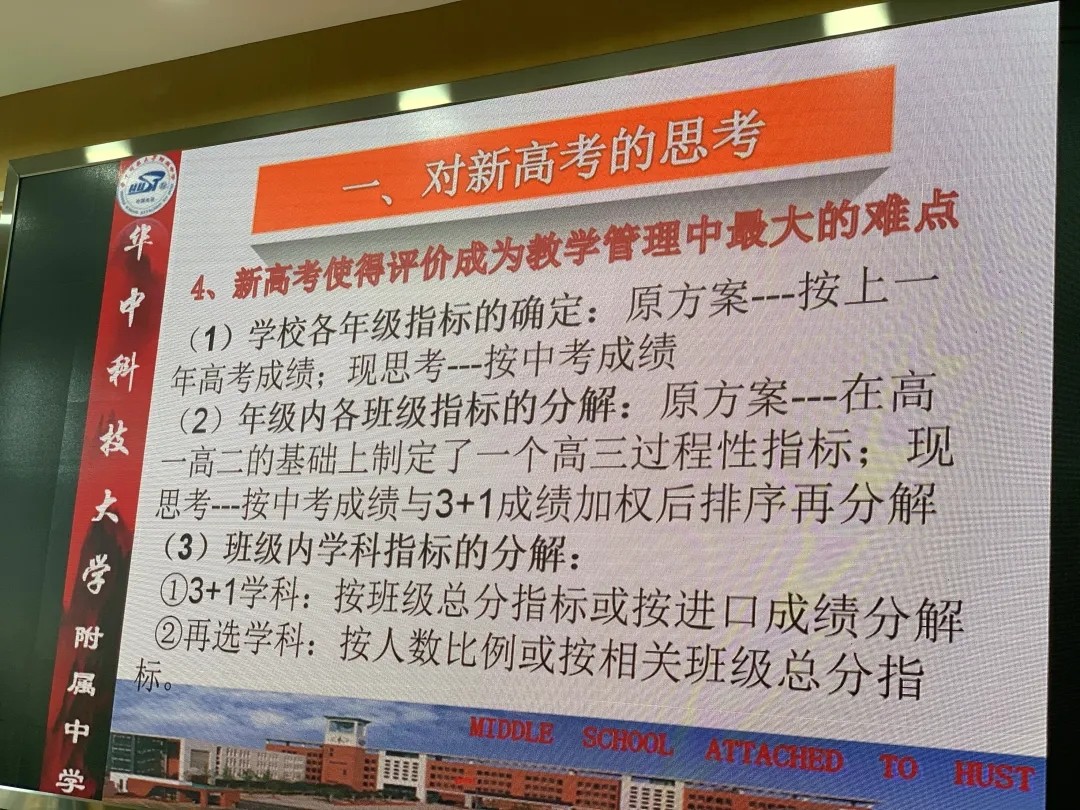 一、对新高考的思考
4、新高考使得评价成为教学管理中最大的难点
（1）学校各年级指标的确定：原方案---按上一
年高考成绩；现思考---按中考成绩
（2）年级内各班级指标的分解：原方案---在高
一高二的基础上制定了一个高三过程性指标；现
思考---按中考成绩与3+1成绩加权后排序再分解
（3）班级内学科指标的分解：
①3+1学科：按班级总分指标或按进口成绩分解
②再选学科：按人数比例或按相关班级总分指
标。
华中科技大学附属中学
HUST
MIDDLE SCHOOL ATTACHED TO HUST